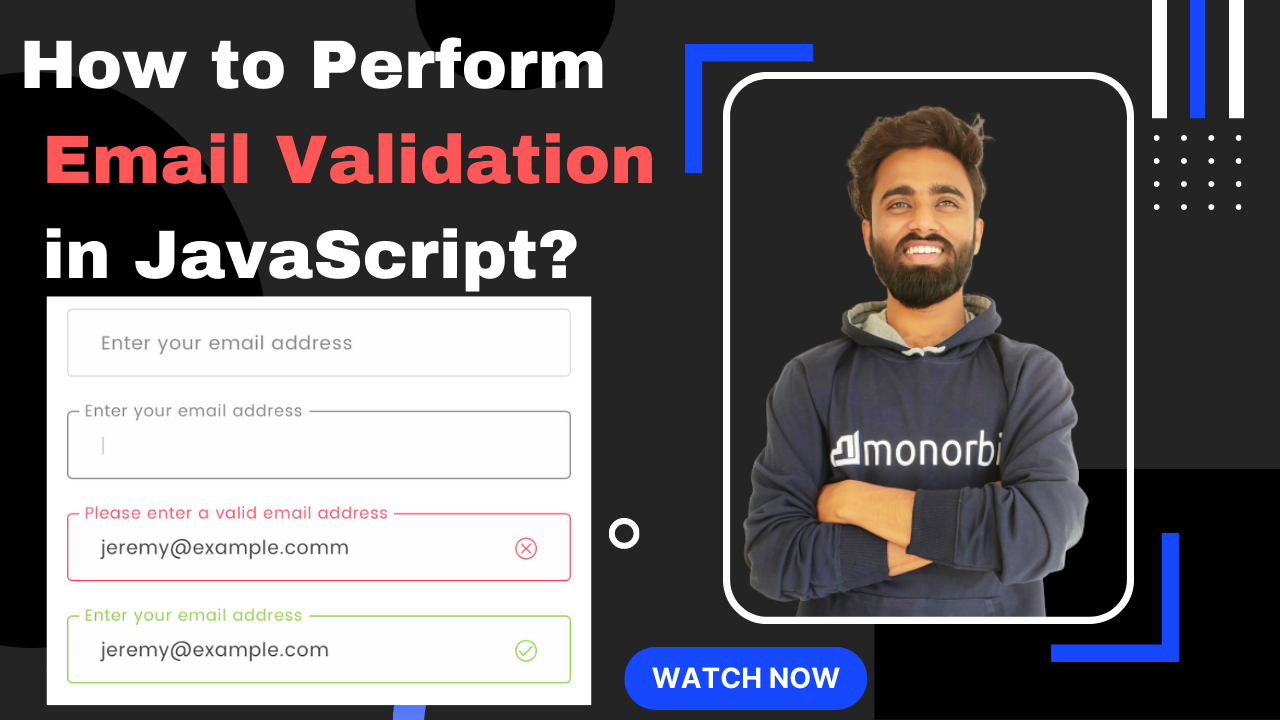 How to Perform
Email Validation
in JavaScript?
Enter your email address
Enter your email address
Please enter a valid email address
jeremy@example.comm
Enter your email address
jeremy@example.com
monorbi
WATCH NOW